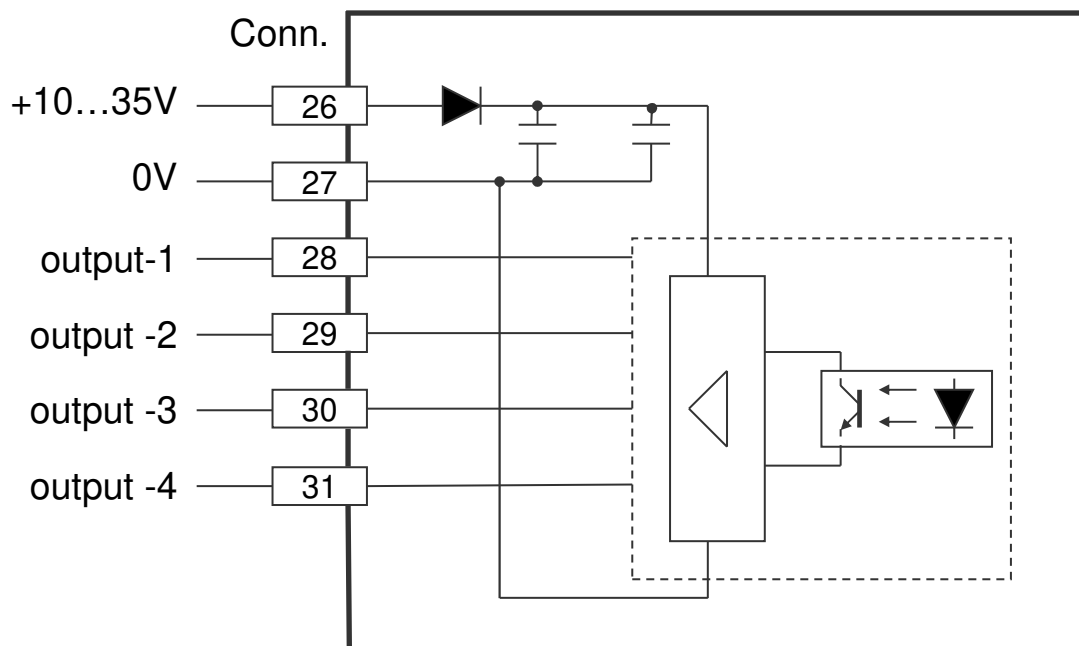 Conn.
+10...35V 26
0V 27
output-1 28
output -2 29
output -3 30
output -4 31